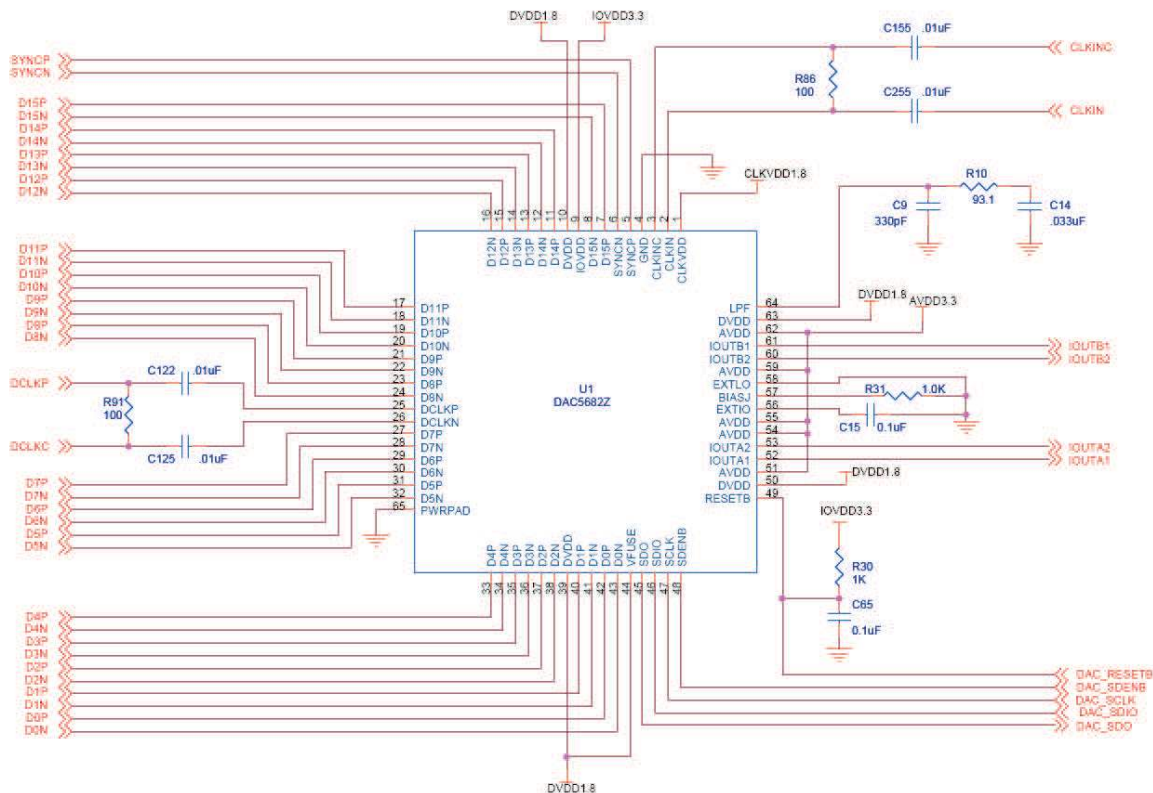 DVDD1.8
IOVDD3.3
C155 .01uF
CLKINC
SYNCP
SYNCN
R86
100
C255 .01uF
CLKIN
D15P
D15N
D14P
D14N
D13P
D13N
D12P
D12N
CLKVDD1.8
R10
93.1
C9
330pF
C14
.033uF
16 15 14 13 12 11 10 9 8 7 6 5 4 3 2 1
D12N D12P D13N D13P D14N D14P DVDD IOVDD D15N D15P SYNCN SYNCP GND CLKINC CLKIN CLKVDD
D11P
D11N
D10P
D10N
D9P
D9N
D8P
D8N
DCLKP
C122 .01uF
R91
100
DCLKC
C125 .01uF
D7P
D7N
D6P
D6N
D5P
D5N
17 D11P
18 D11N
19 D10P
20 D10N
21 D9P
22 D9N
23 D8P
24 D8N
25 DCLKP
26 DCLKN
27 D7P
28 D7N
29 D6P
30 D6N
31 D5P
32 D5N
65 PWRPAD
U1
DAC5682Z
LPF 64
DVDD 63
AVDD 62
IOUTB1 61
IOUTB2 60
AVDD 59
EXTLO 58
BIASJ 57
EXTIO 56
AVDD 55
AVDD 54
IOUTA2 53
IOUTA1 52
AVDD 51
DVDD 50
RESETB 49
DVDD1.8
AVDD3.3
IOUTB1
IOUTB2
R31 1.0K
C15 0.1uF
IOUTA2
IOUTA1
DVDD1.8
IOVDD3.3
R30
1K
C65
0.1uF
D4P D4N D3P D3N D2P D2N DVDD D1P D1N D0P D0N VFUSE SDO SDIO SCLK SDENB
33 34 35 36 37 38 39 40 41 42 43 44 45 46 47 48
D4P
D4N
D3P
D3N
D2P
D2N
D1P
D1N
D0P
D0N
DAC_RESETB
DAC_SDENB
DAC_SCLK
DAC_SDIO
DAC_SDO
DVDD1.8